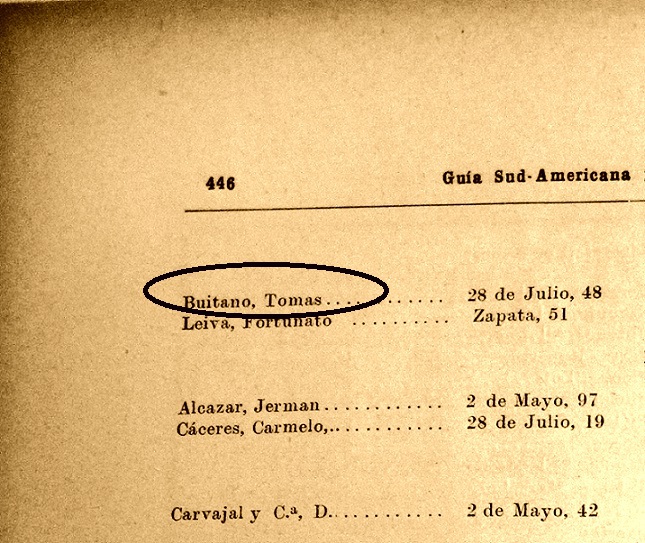 446 Guía Sud-Americana
Buitano, Tomas............ 28 de Julio, 48
Leiva, Fortunato .......... Zapata, 51
Alcazar, Jerman............ 2 de Mayo, 97
Cáceres, Carmelo,........... 28 de Julio, 19
Carvajal y C.ª, D............ 2 de Mayo, 42